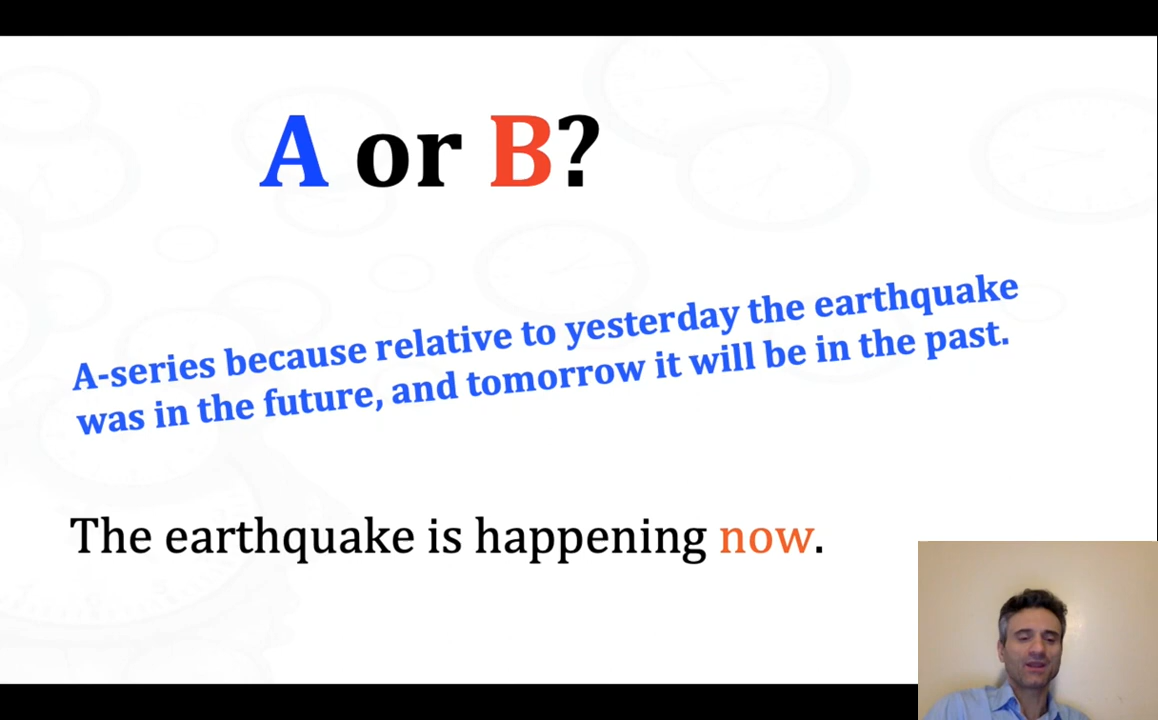 A or B?
A-series because relative to yesterday the earthquake
was in the future, and tomorrow it will be in the past.
The earthquake is happening now.